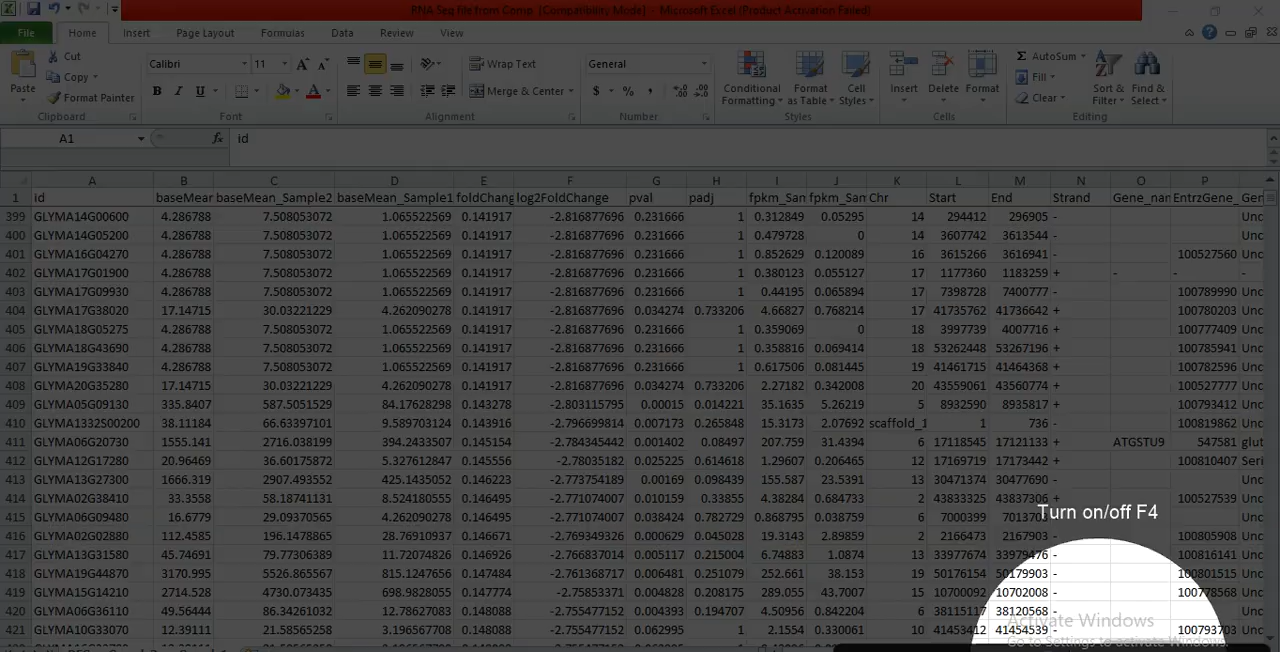 RNA Seq file from Comp [Compatibility Mode] - Microsoft Excel (Product Activation Failed)
File Home Insert Page Layout Formulas Data Review View
Paste Cut Copy Format Painter Clipboard
Calibri 11 B I U Font
Wrap Text Merge & Center Alignment
General $ % , Number
Conditional Formatting Format as Table Cell Styles Styles
Insert Delete Format Cells
AutoSum Fill Clear Sort & Filter Find & Select Editing
A1 fx id
A B C D E F G H I J K L M N O P
1 id baseMear baseMean_Sample2 baseMean_Sample1 foldChang log2FoldChange pval padj fpkm_Sam fpkm_Sam Chr Start End Strand Gene_nam EntrzGene_ Gen
399 GLYMA14G00600 4.286788 7.508053072 1.065522569 0.141917 -2.816877696 0.231666 1 0.312849 0.05295 14 294412 296905 - Unc
400 GLYMA14G05200 4.286788 7.508053072 1.065522569 0.141917 -2.816877696 0.231666 1 0.479728 0 14 3607742 3613544 - Unc
401 GLYMA16G04270 4.286788 7.508053072 1.065522569 0.141917 -2.816877696 0.231666 1 0.852629 0.120089 16 3615266 3616941 - 100527560 Unc
402 GLYMA17G01900 4.286788 7.508053072 1.065522569 0.141917 -2.816877696 0.231666 1 0.380123 0.055127 17 1177360 1183259 + - - -
403 GLYMA17G09930 4.286788 7.508053072 1.065522569 0.141917 -2.816877696 0.231666 1 0.44195 0.065894 17 7398728 7400777 - 100789990 Unc
404 GLYMA17G38020 17.14715 30.03221229 4.262090278 0.141917 -2.816877696 0.034274 0.733206 4.66827 0.768214 17 41735762 41736642 + 100780203 Unc
405 GLYMA18G05275 4.286788 7.508053072 1.065522569 0.141917 -2.816877696 0.231666 1 0.359069 0 18 3997739 4007716 + 100777409 Unc
406 GLYMA18G43690 4.286788 7.508053072 1.065522569 0.141917 -2.816877696 0.231666 1 0.358816 0.069414 18 53262448 53267196 + 100785941 Unc
407 GLYMA19G33840 4.286788 7.508053072 1.065522569 0.141917 -2.816877696 0.231666 1 0.617506 0.081445 19 41461715 41464368 + 100782596 Unc
408 GLYMA20G35280 17.14715 30.03221229 4.262090278 0.141917 -2.816877696 0.034274 0.733206 2.27182 0.342008 20 43559061 43560774 + 100527777 Unc
409 GLYMA05G09130 335.8407 587.5051529 84.17628298 0.143278 -2.803115795 0.00015 0.014221 35.1635 5.26219 5 8932590 8935817 + 100793412 Unc
410 GLYMA1332S00200 38.11184 66.63397101 9.589703124 0.143916 -2.796699814 0.007173 0.265848 15.3173 2.07692 scaffold_1 1 736 - 100819862 Unc
411 GLYMA06G20730 1555.141 2716.038199 394.2433507 0.145154 -2.784345442 0.001402 0.08497 207.759 31.4394 6 17118545 17121133 + ATGSTU9 547581 glut
412 GLYMA12G17280 20.96469 36.60175872 5.327612847 0.145556 -2.78035182 0.025225 0.614618 1.29607 0.206465 12 17169719 17173442 + 100810407 Seri
413 GLYMA13G27300 1666.319 2907.493552 425.1435052 0.146223 -2.773754189 0.00169 0.098439 155.587 23.5391 13 30471374 30477690 - Unc
414 GLYMA02G38410 33.3558 58.18741131 8.524180555 0.146495 -2.771074007 0.010159 0.33855 4.38284 0.684733 2 43833325 43837306 + 100527539 Unc
Turn on/off F4
415 GLYMA06G09480 16.6779 29.09370565 4.262090278 0.146495 -2.771074007 0.038424 0.782729 0.868795 0.038759 6 7000399 Unc
416 GLYMA02G02880 112.4585 196.1478865 28.76910937 0.146671 -2.769349326 0.000629 0.045028 19.3143 2.89859 2 2166473 2167903 - 100805908 Unc
417 GLYMA13G31580 45.74691 79.77306389 11.72074826 0.146926 -2.766837014 0.005117 0.215004 6.74883 1.0874 13 33977674 33979476 - 100816141 Unc
418 GLYMA19G44870 3170.995 5526.865567 815.1247656 0.147484 -2.761368717 0.006481 0.251079 252.661 38.153 19 50176154 50179903 - 100801515 Unc
419 GLYMA15G14210 2714.528 4730.073435 698.9828055 0.147774 -2.75853371 0.004828 0.208175 289.055 43.7007 15 10700092 10702008 - 100778568 Unc
420 GLYMA06G36110 49.56444 86.34261032 12.78627083 0.148088 -2.755477152 0.004393 0.194707 4.50956 0.842204 6 38115117 38120568 - Unc
421 GLYMA10G33070 12.39111 21.58565258 3.196567708 0.148088 -2.755477152 0.062995 1 2.1554 0.330061 10 41453412 41454539 - 100793703 Unc
Activate Windows
Go to Settings to activate Windows.